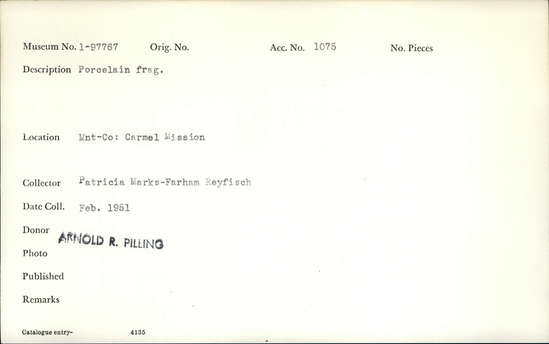 Museum No. 1-97767 Orig. No. Acc. No. 1075 No. Pieces
Description Porcelain frag.
Location Mnt-Co: Carmel Mission
Collector Patricia Marks-Farham Reyfisch
Date Coll. Feb. 1951
Donor ARNOLD R. PILLING
Photo
Published
Remarks
Catalogue entry- 4135